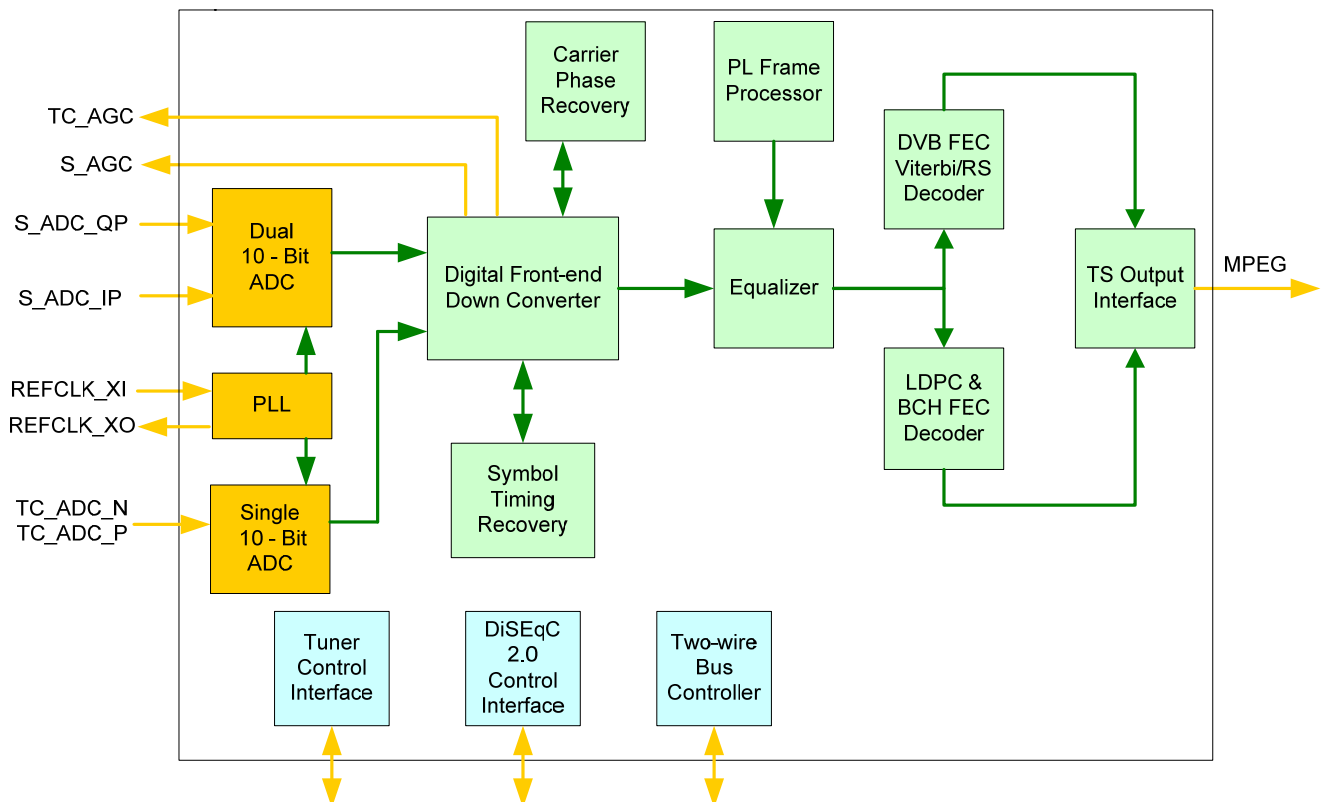 TC_AGC
S_AGC
S_ADC_QP
S_ADC_IP
REFCLK_XI
REFCLK_XO
TC_ADC_N
TC_ADC_P
Dual
10 - Bit
ADC
PLL
Single
10 - Bit
ADC
Carrier
Phase
Recovery
Digital Front-end
Down Converter
Symbol
Timing
Recovery
PL Frame
Processor
Equalizer
DVB FEC
Viterbi/RS
Decoder
LDPC &
BCH FEC
Decoder
TS Output
Interface
MPEG
Tuner
Control
Interface
DiSEqC
2.0
Control
Interface
Two-wire
Bus
Controller